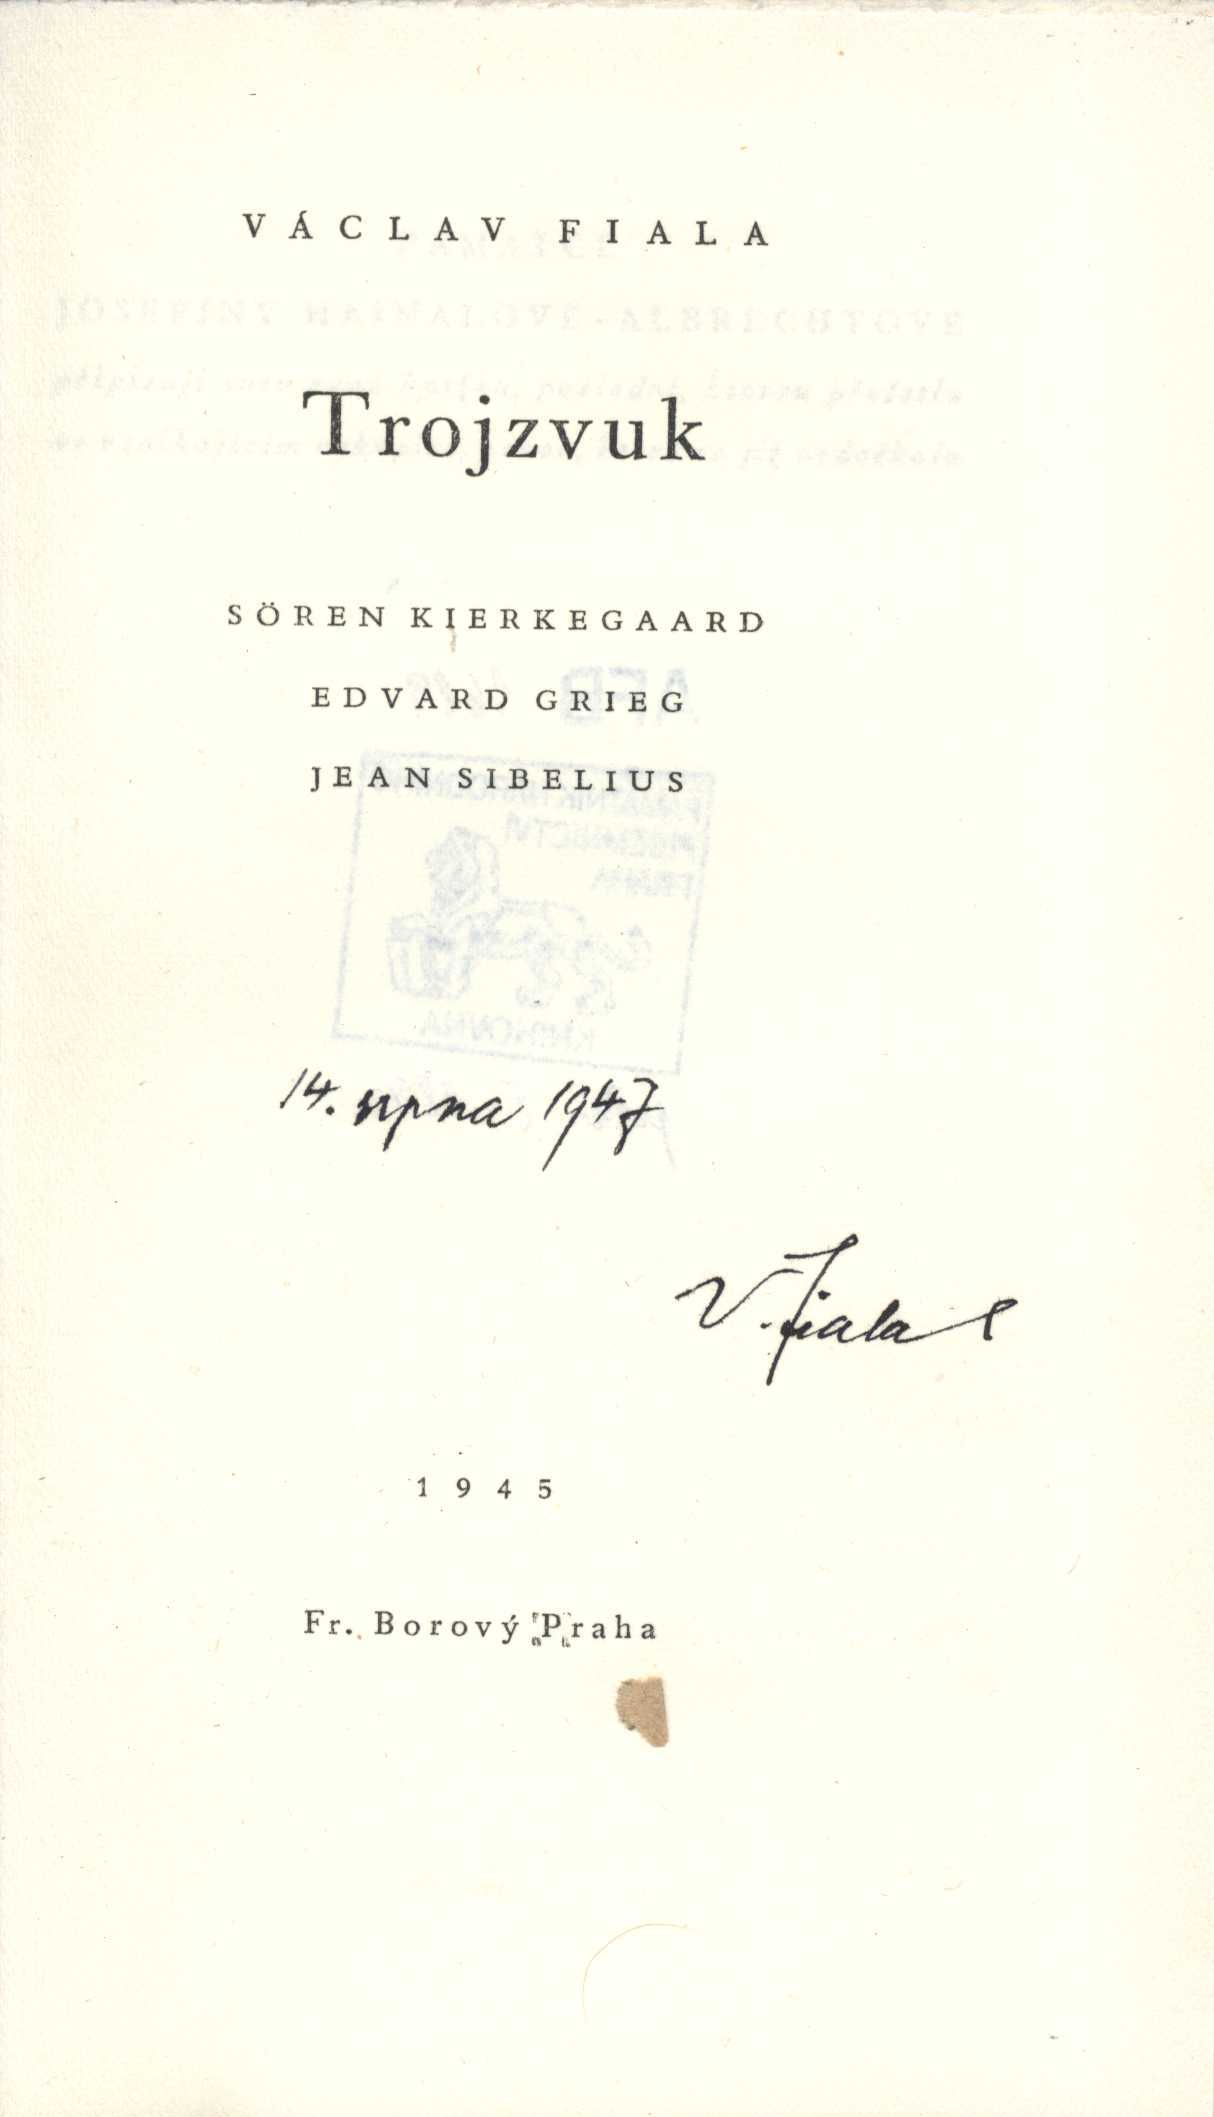 VÁCLAV FIALA
Trojzvuk
SÖREN KIERKEGAARD
EDVARD GRIEG
JEAN SIBELIUS
14. srpna 1947
V. Fiala
1945
Fr. Borový Praha